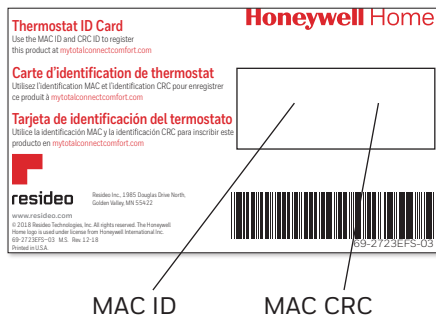 Honeywell Home
Thermostat ID Card
Use the MAC ID and CRC ID to register
this product at mytotalconnectcomfort.com
Carte d'identification de thermostat
Utilisez l'identification MAC et l'identification CRC pour enregistrer
ce produit à mytotalconnectcomfort.com
Tarjeta de identificación del termostato
Utilice la identificación MAC y la identificación CRC para inscribir este
producto en mytotalconnectcomfort.com
resideo
Resideo Inc., 1985 Douglas Drive North,
Golden Valley, MN 55422
www.resideo.com
© 2018 Resideo Technologies, Inc. All rights reserved. The Honeywell
Home logo is used under license from Honeywell International Inc.
69-2723EFS-03 M.S. Rev. 12-18
Printed in U.S.A.
69-2723EFS-03
MAC ID
MAC CRC